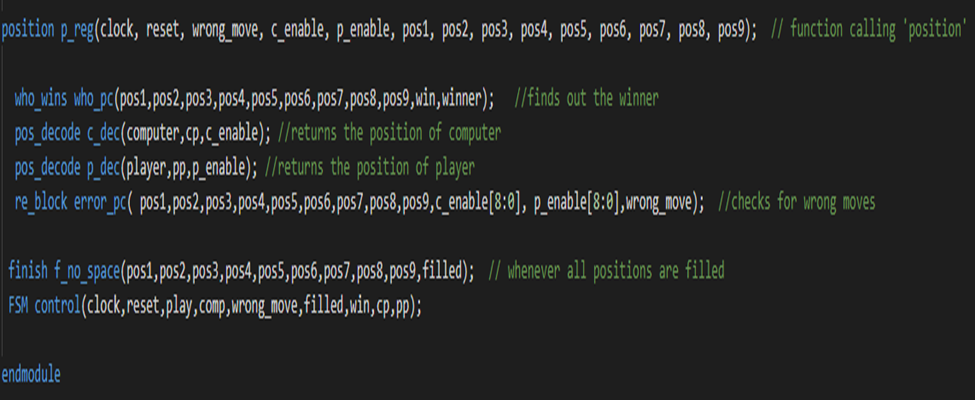 position p_reg(clock, reset, wrong_move, c_enable, p_enable, pos1, pos2, pos3, pos4, pos5, pos6, pos7, pos8, pos9); // function calling 'position'
who_wins who_pc(pos1,pos2,pos3,pos4,pos5,pos6,pos7,pos8,pos9,win,winner); //finds out the winner
pos_decode c_dec(computer,cp,c_enable); //returns the position of computer
pos_decode p_dec(player,pp,p_enable); //returns the position of player
re_block error_pc( pos1,pos2,pos3,pos4,pos5,pos6,pos7,pos8,pos9,c_enable[8:0], p_enable[8:0],wrong_move); //checks for wrong moves
finish f_no_space(pos1,pos2,pos3,pos4,pos5,pos6,pos7,pos8,pos9,filled); // whenever all positions are filled
FSM control(clock,reset,play,comp,wrong_move,filled,win,cp,pp);
endmodule